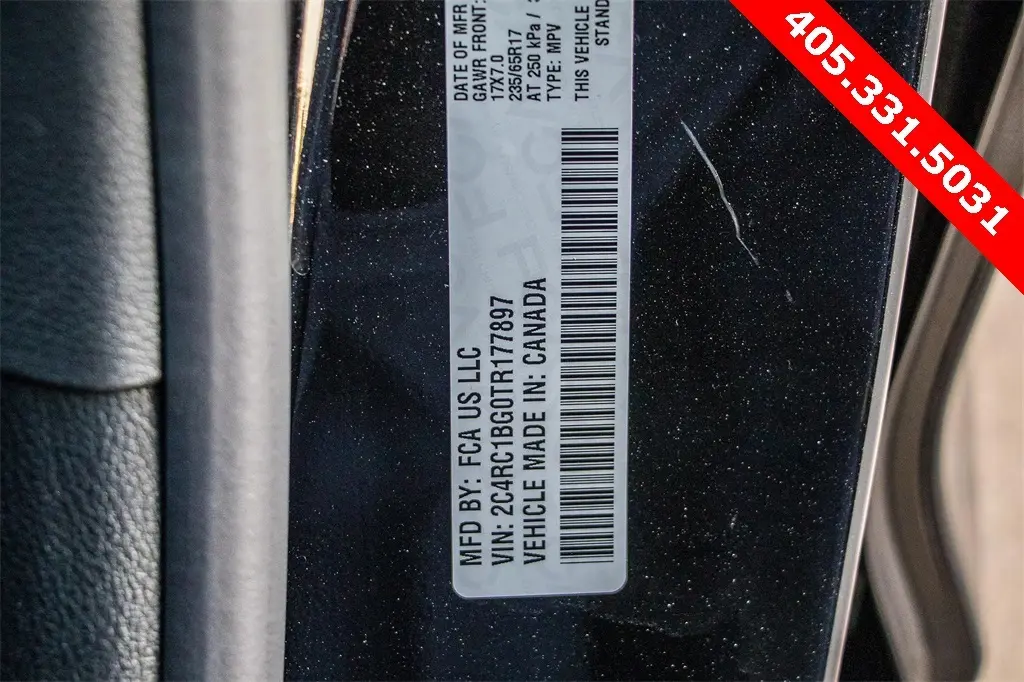 MFD BY: FCA US LLC
DATE OF MFR
VIN: 2C4RC1BG0TR177897
GAWR FRONT:
17X7.0
VEHICLE MADE IN: CANADA
235/65R17
AT 250 kPa /
TYPE: MPV
THIS VEHICLE
STAND
405.331.5031